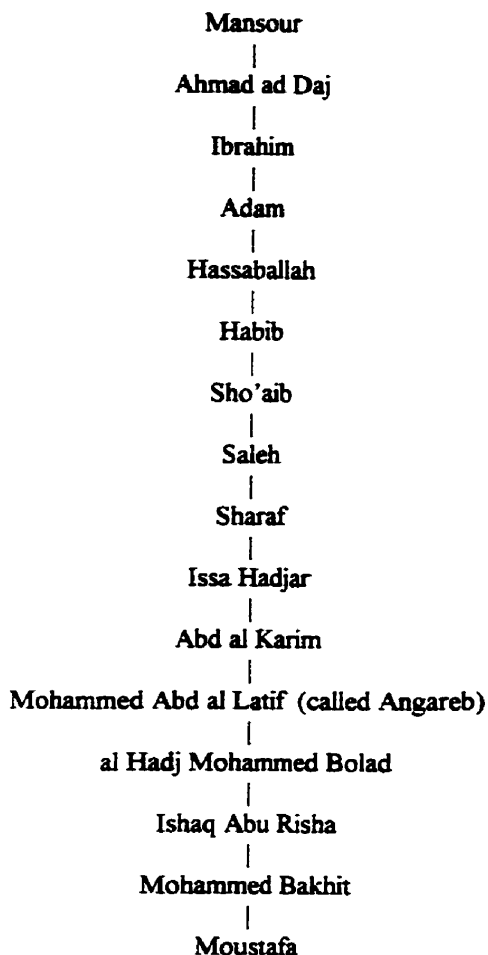 Mansour
Ahmad ad Daj
Ibrahim
Adam
Hassaballah
Habib
Sho'aib
Saleh
Sharaf
Issa Hadjar
Abd al Karim
Mohammed Abd al Latif (called Angareb)
al Hadj Mohammed Bolad
Ishaq Abu Risha
Mohammed Bakhit
Moustafa